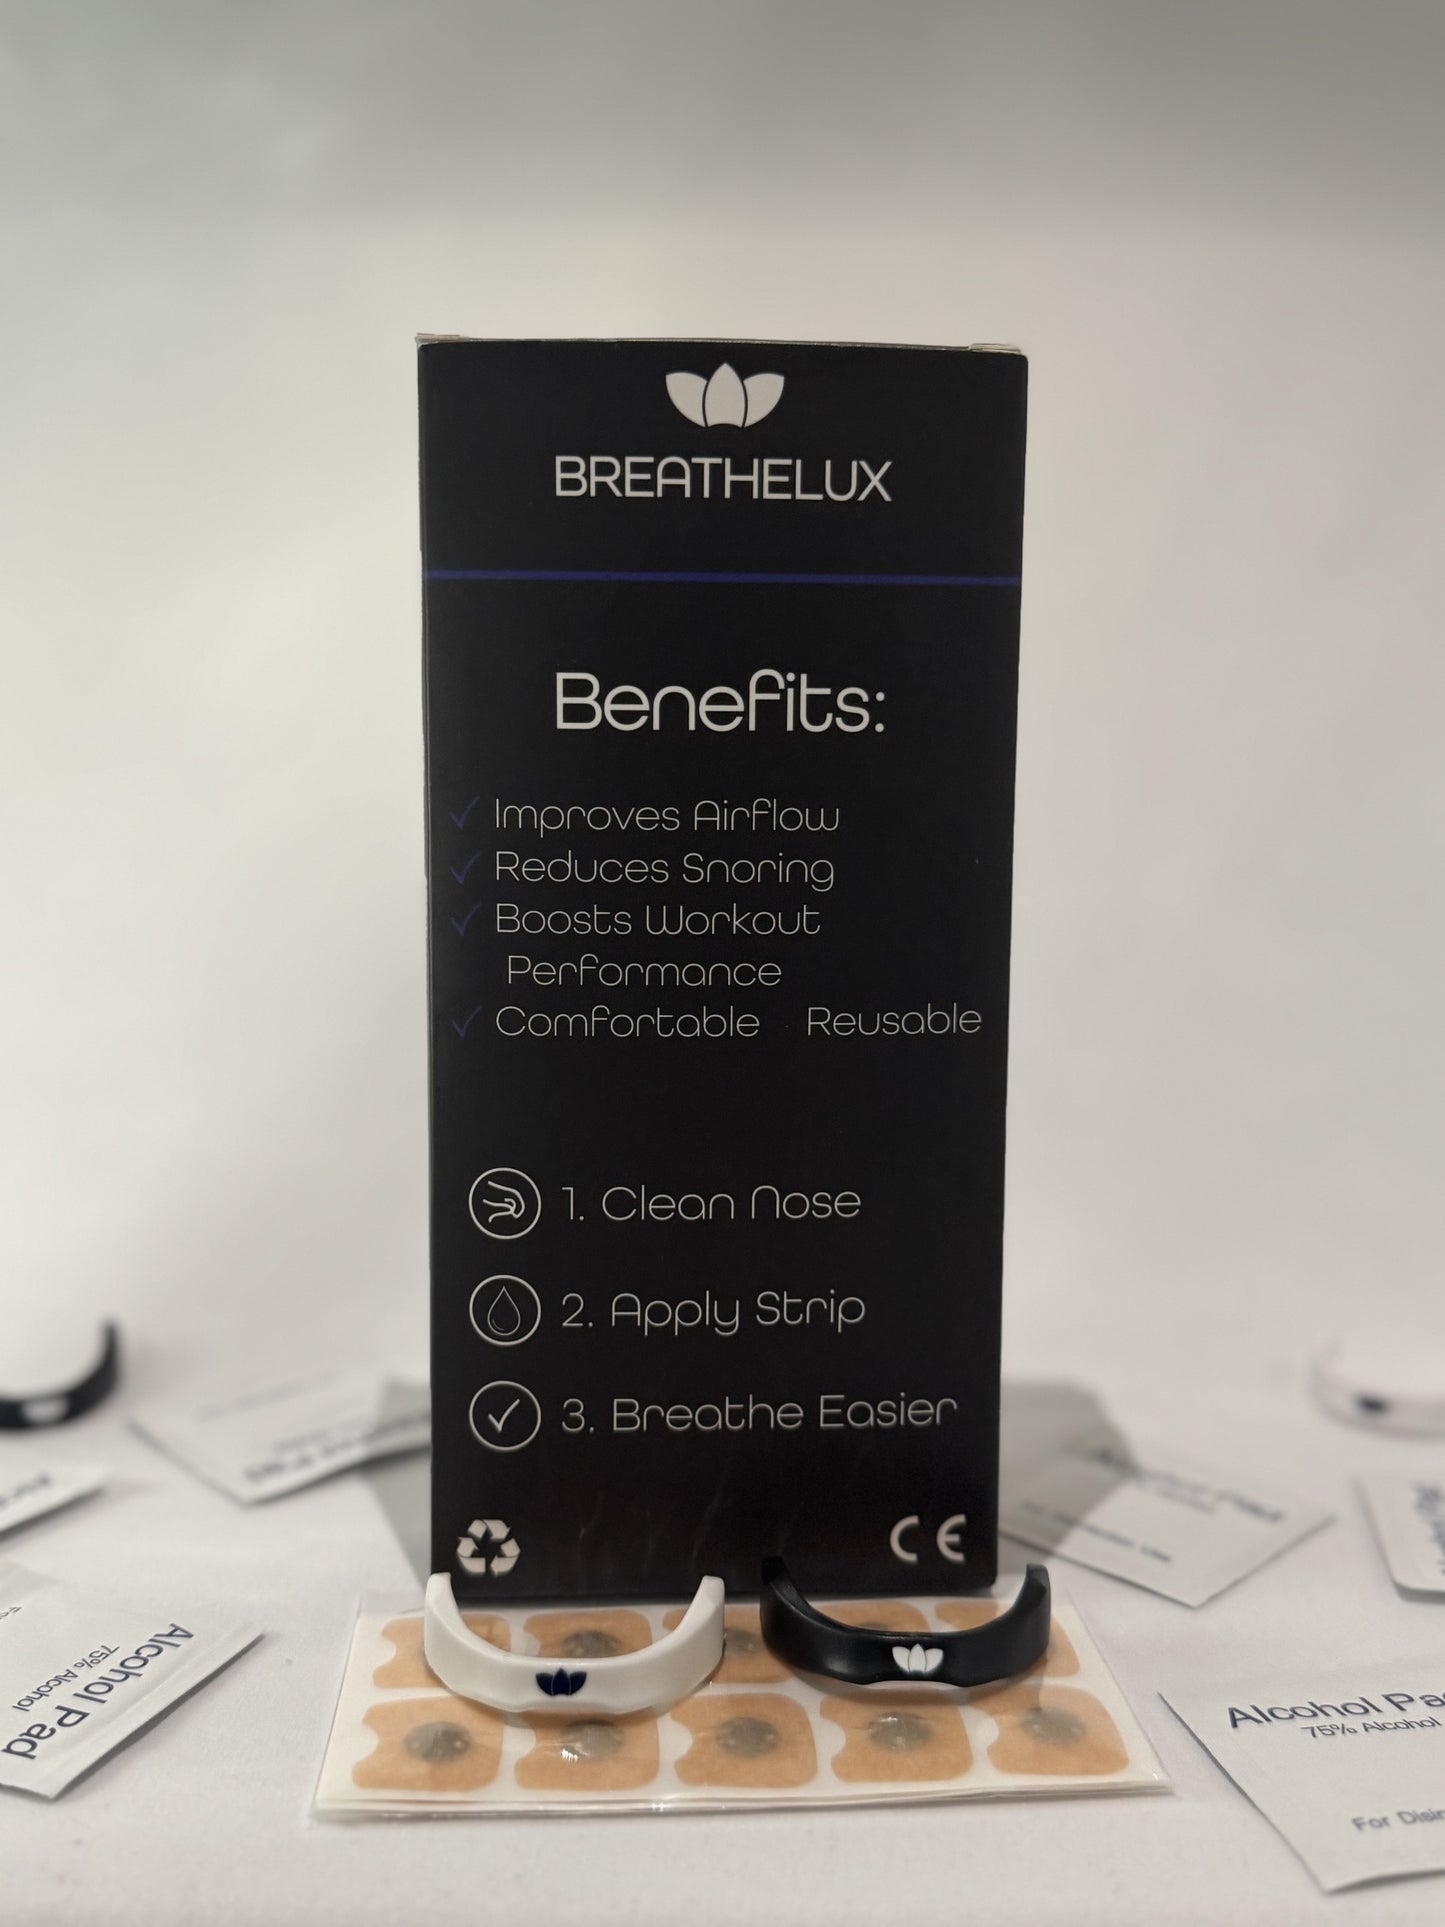 BREATHELUX
Benefits:
✓ Improves Airflow
✓ Reduces Snoring
✓ Boosts Workout
Performance
✓ Comfortable Reusable
1. Clean Nose
2. Apply Strip
3. Breathe Easier
CE
Alcohol Pad
75% Alcohol
Alcohol
75% Alcohol
For